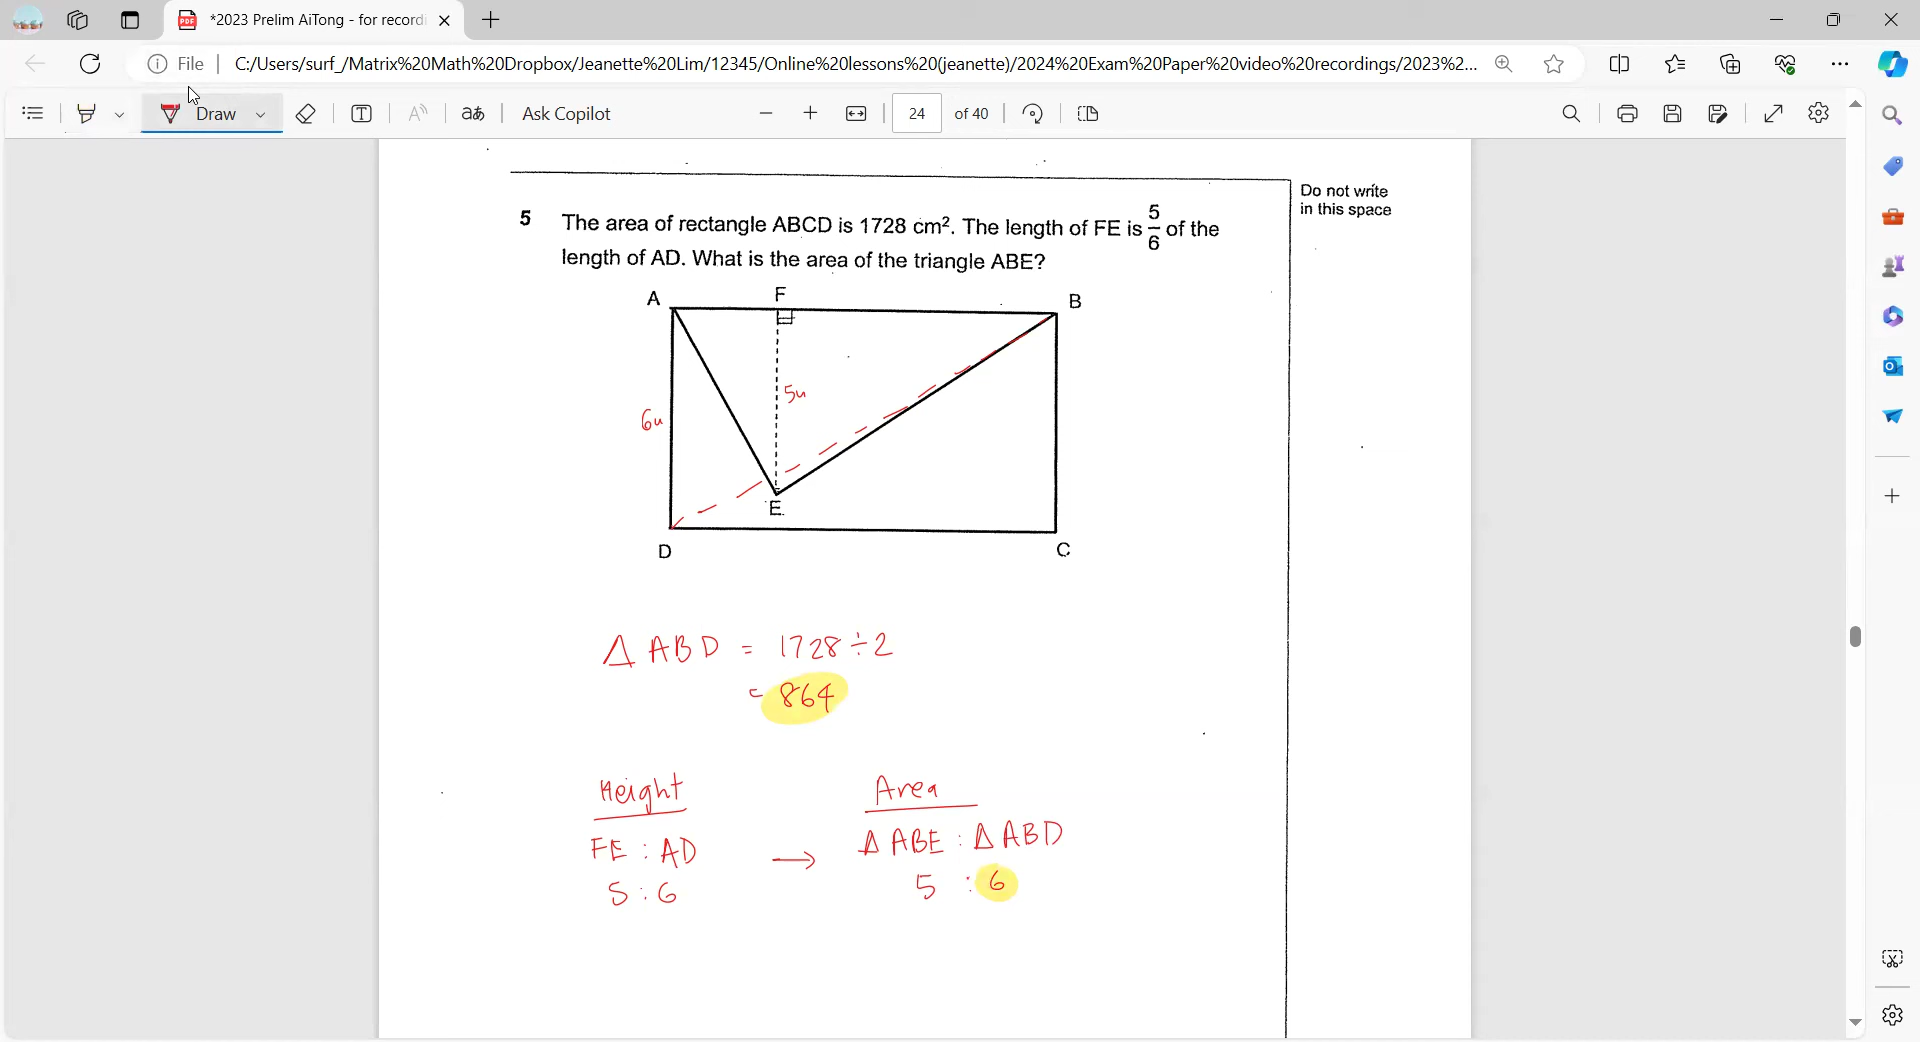 *2023 Prelim AiTong - for recordi
File
C:/Users/surf_/Matrix%20Math%20Dropbox/Jeanette%20Lim/12345/Online%20lessons%20(jeanette)/2024%20Exam%20Paper%20video%20recordings/2023%2...
Draw
T
A
aあ
Ask Copilot
24 of 40
Do not write
in this space
5 The area of rectangle ABCD is 1728 cm². The length of FE is 5/6 of the
length of AD. What is the area of the triangle ABE?
A F B
5u
6u
E
D C
Δ ABD = 1728 ÷ 2
= 864
Height Area
FE : AD → Δ ABE : Δ ABD
5 : 6 5 : 6